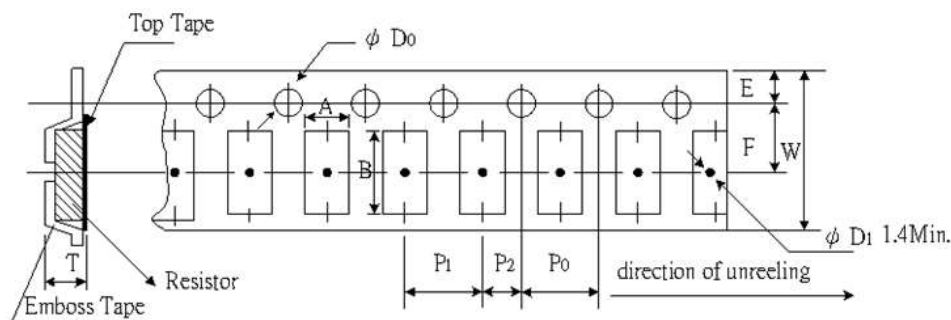 Top Tape
ϕ D0
E
A
F
W
B
ϕ D1 1.4Min.
T
P1
P2
P0
direction of unreeling
Resistor
Emboss Tape